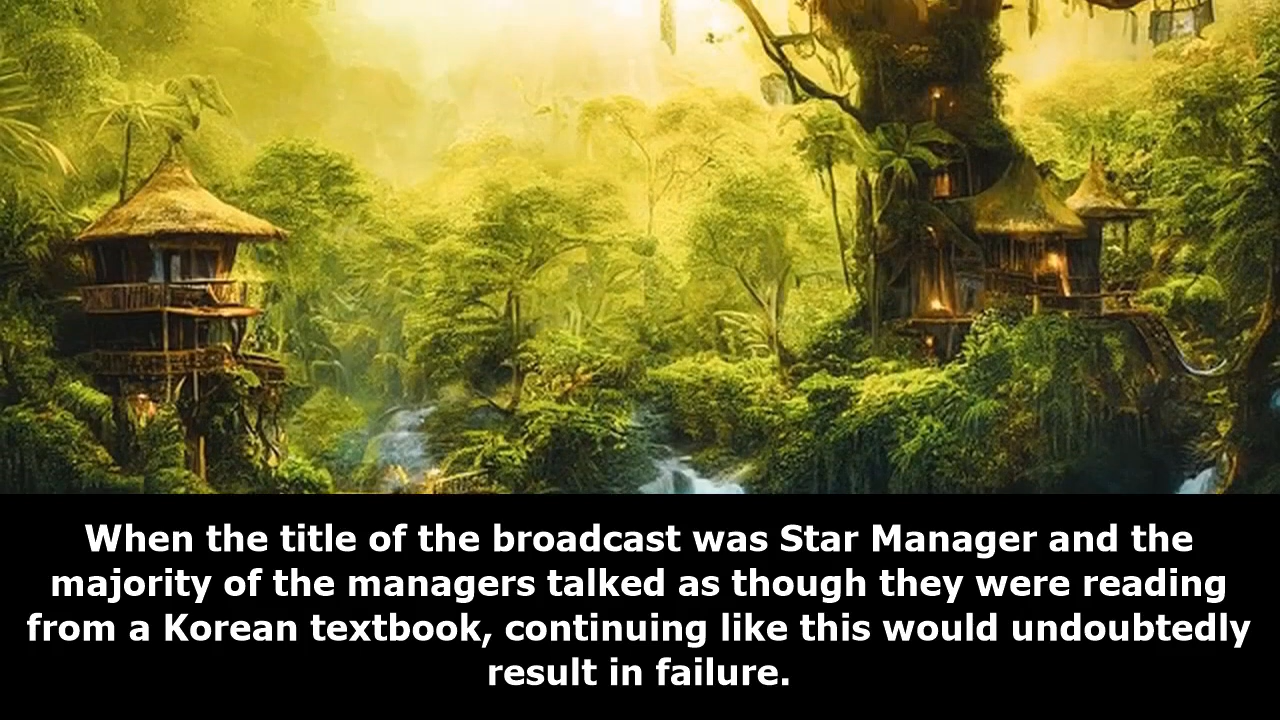 When the title of the broadcast was Star Manager and the
majority of the managers talked as though they were reading
from a Korean textbook, continuing like this would undoubtedly
result in failure.